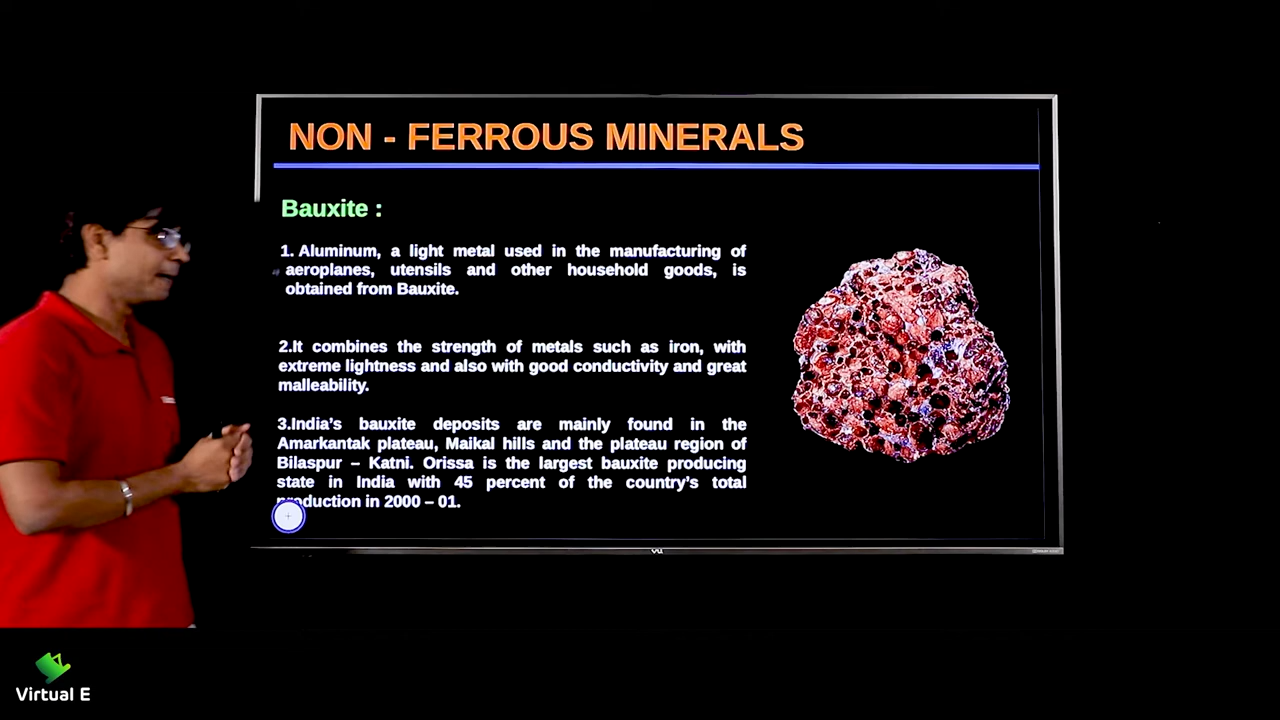 NON - FERROUS MINERALS
Bauxite :
1. Aluminum, a light metal used in the manufacturing of
aeroplanes, utensils and other household goods, is
obtained from Bauxite.
2.It combines the strength of metals such as iron, with
extreme lightness and also with good conductivity and great
malleability.
3.India's bauxite deposits are mainly found in the
Amarkantak plateau, Maikal hills and the plateau region of
Bilaspur – Katni. Orissa is the largest bauxite producing
state in India with 45 percent of the country's total
production in 2000 – 01.
Virtual E